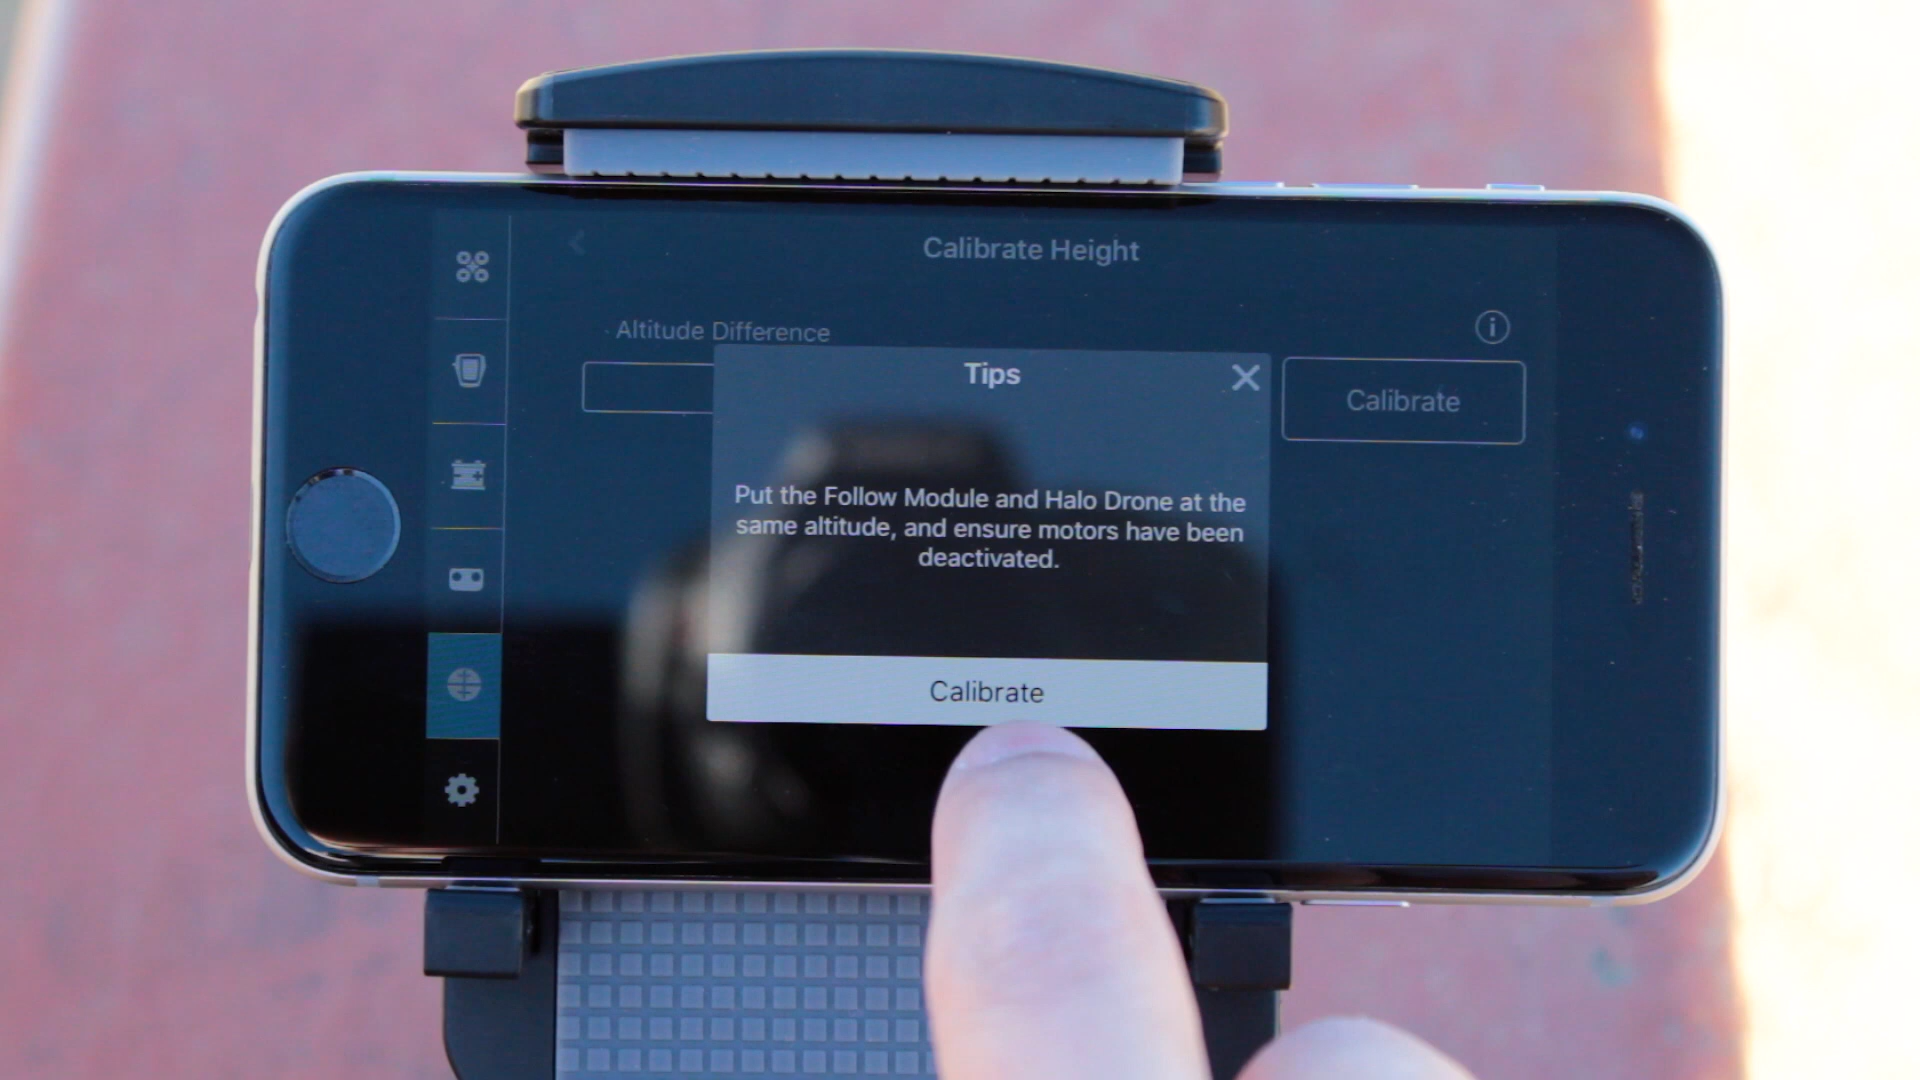 Calibrate Height
Altitude Difference
Calibrate
Tips
Put the Follow Module and Halo Drone at the
same altitude, and ensure motors have been
deactivated.
Calibrate